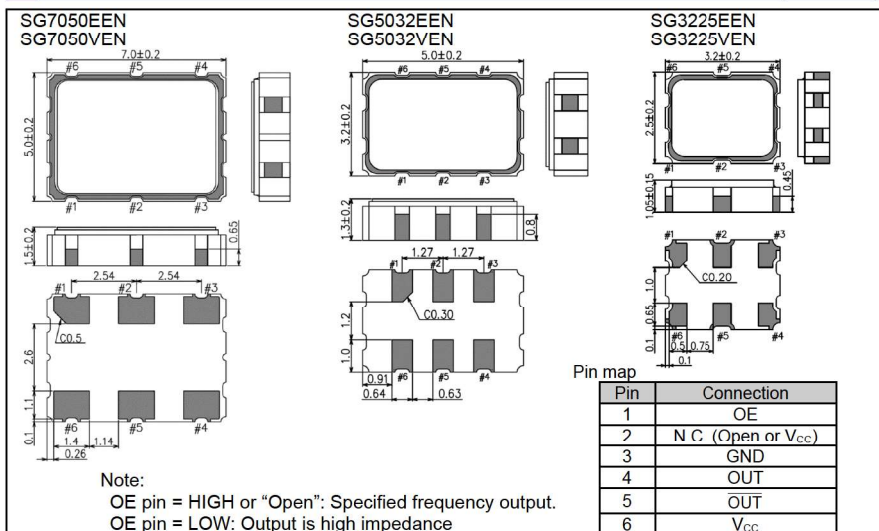 SG7050EEN
SG7050VEN
7.0±0.2
#6 #5 #4
5.0±0.2
#1 #2 #3
1.5±0.2
0.65
2.54 2.54
#1 #2 #3
C0.5
2.6
1.1
0.1
#6 #5 #4
1.4 1.14
0.26
SG5032EEN
SG5032VEN
5.0±0.2
#6 #5 #4
3.2±0.2
#1 #2 #3
1.3±0.2
0.8
1.27 1.27
#1 #2 #3
C0.30
1.2
1.0
0.91
#6 #5 #4
0.64 0.63
SG3225EEN
SG3225VEN
3.2±0.2
#6 #5 #4
2.5±0.2
#1 #2 #3
1.05±0.15
0.45
#1 #2 #3
C0.20
1.0
0.65
0.1
#6 #5 #4
0.5 0.75
0.1
Pin map
Pin Connection
1 OE
2 N.C. (Open or Vcc)
3 GND
4 OUT
5 O̅U̅T̅
6 Vcc
Note:
OE pin = HIGH or “Open”: Specified frequency output.
OE pin = LOW: Output is high impedance